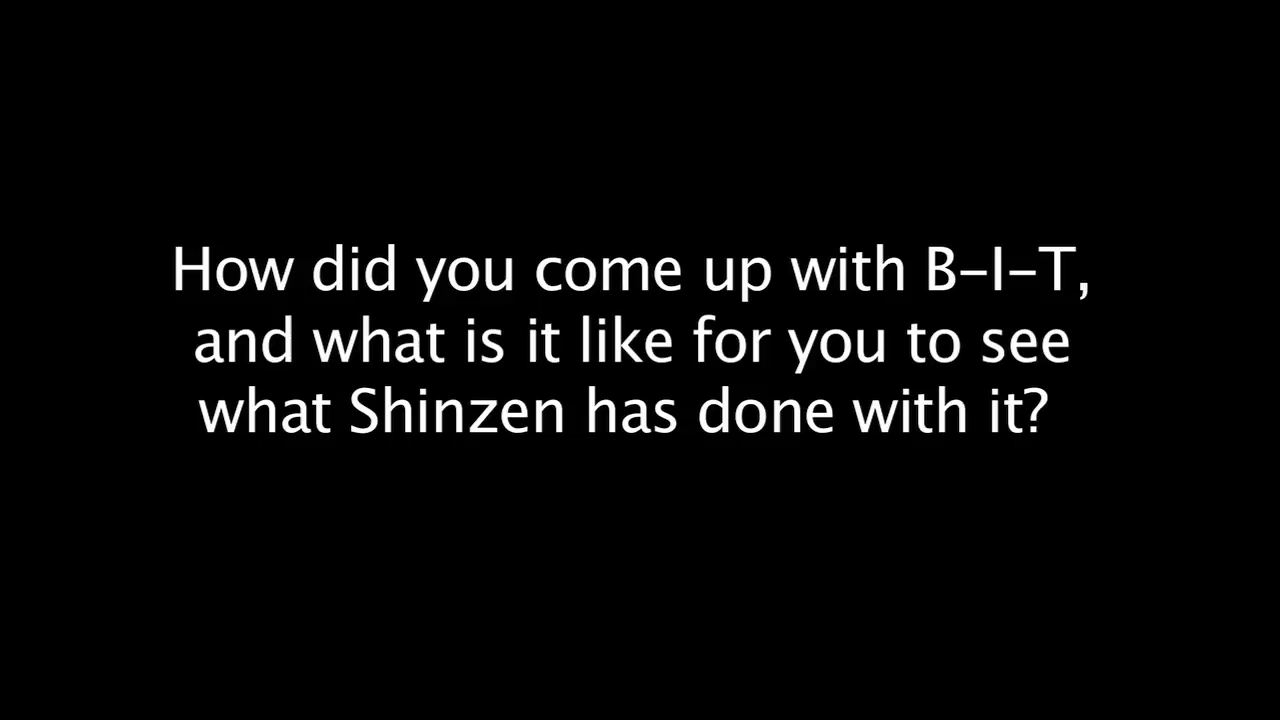 How did you come up with B-I-T,
and what is it like for you to see
what Shinzen has done with it?